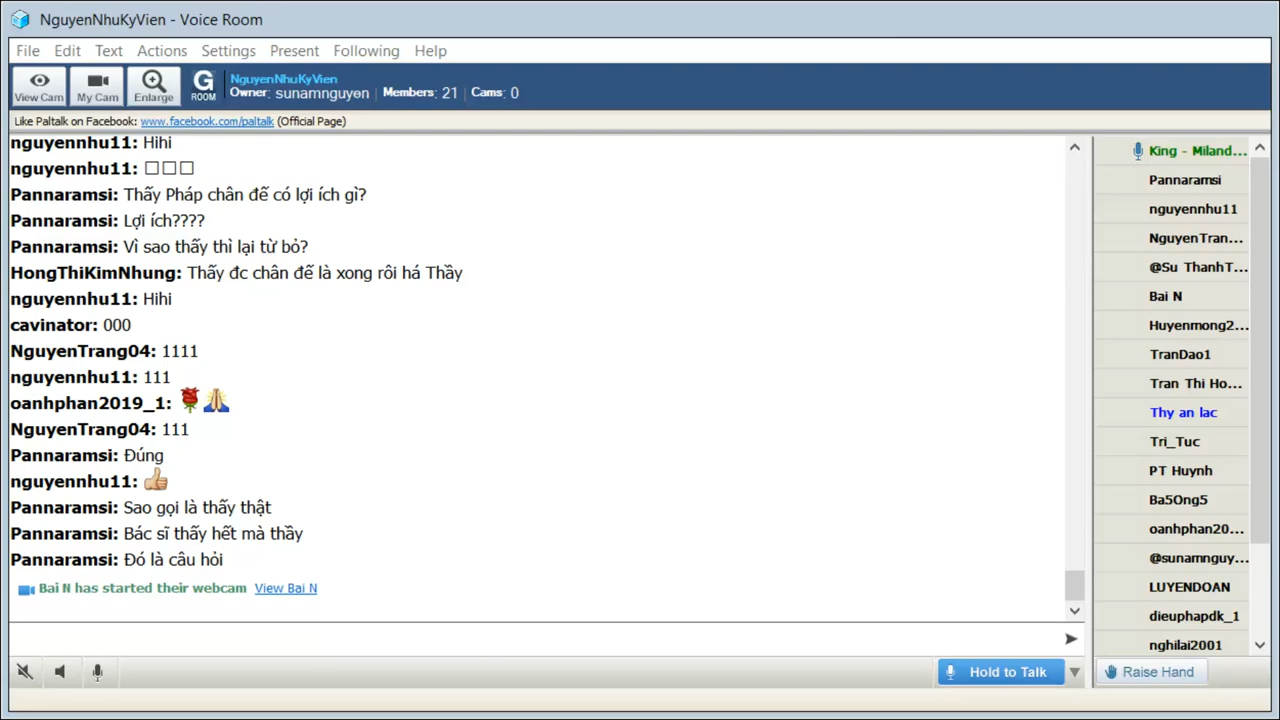 NguyenNhuKyVien - Voice Room
File Edit Text Actions Settings Present Following Help
View Cam My Cam Enlarge G ROOM
NguyenNhuKyVien
Owner: sunamnguyen | Members: 21 | Cams: 0
Like Paltalk on Facebook: www.facebook.com/paltalk (Official Page)
nguyennhu11: Hihi
nguyennhu11: □□□
Pannaramsi: Thấy Pháp chân đế có lợi ích gì?
Pannaramsi: Lợi ích????
Pannaramsi: Vì sao thấy thì lại từ bỏ?
HongThiKimNhung: Thấy đc chân đế là xong rôi há Thầy
nguyennhu11: Hihi
cavinator: 000
NguyenTrang04: 1111
nguyennhu11: 111
oanhphan2019_1: 🌹🙏
NguyenTrang04: 111
Pannaramsi: Đúng
nguyennhu11: 👍
Pannaramsi: Sao gọi là thấy thật
Pannaramsi: Bác sĩ thấy hết mà thầy
Pannaramsi: Đó là câu hỏi
Bai N has started their webcam View Bai N
King - Miland...
Pannaramsi
nguyennhu11
NguyenTran...
@Su ThanhT...
Bai N
Huyenmong2...
TranDao1
Tran Thi Ho...
Thy an lac
Tri_Tuc
PT Huynh
Ba5Ong5
oanhphan20...
@sunamnguy...
LUYENDOAN
dieuphapdk_1
nghilai2001
Hold to Talk
Raise Hand